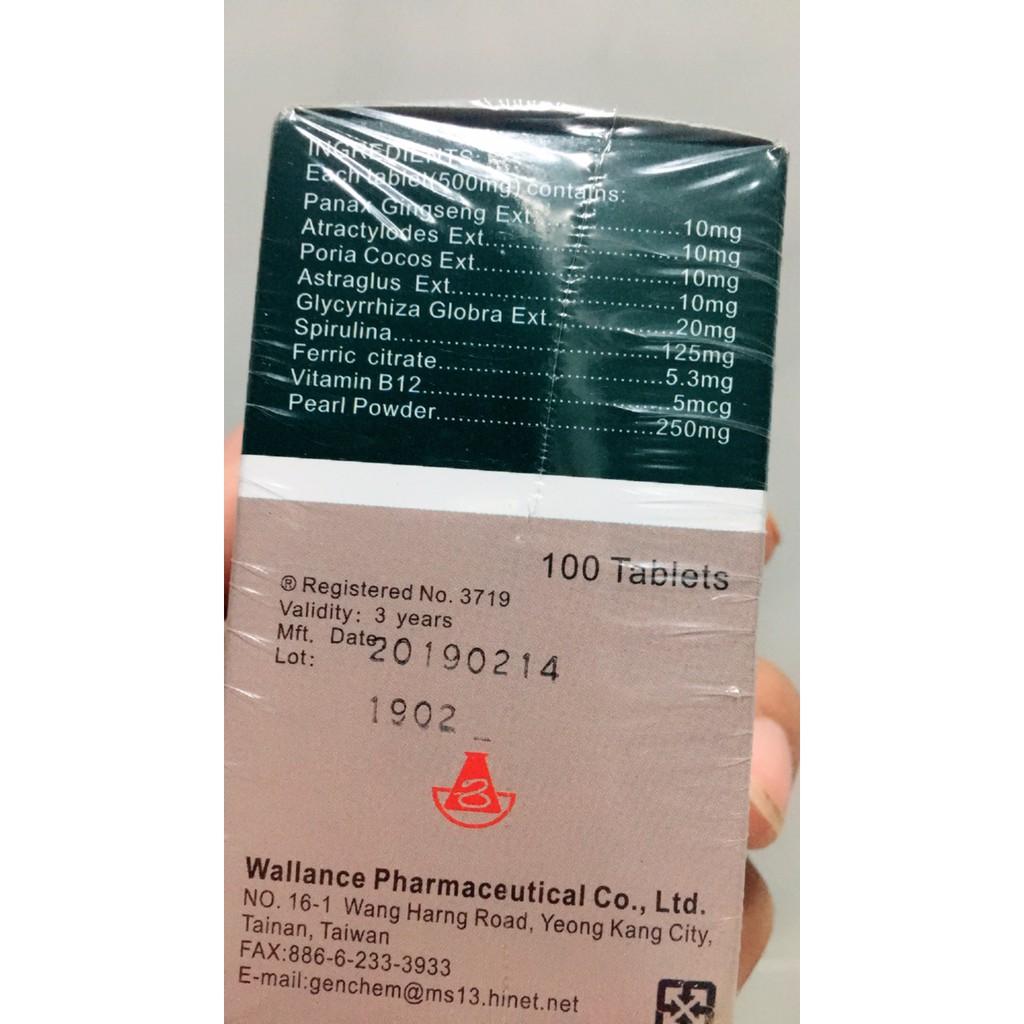 INGREDIENTS:
Each tablet(500mg) contains:
Panax Gingseng Ext..................10mg
Atractylodes Ext........................10mg
Poria Cocos Ext.........................10mg
Astraglus Ext............................10mg
Glycyrrhiza Globra Ext................20mg
Spirulina.................................125mg
Ferric citrate............................5.3mg
Vitamin B12..............................5mcg
Pearl Powder...........................250mg
100 Tablets
® Registered No. 3719
Validity: 3 years
Mft. Date 20190214
Lot:
1902
Wallance Pharmaceutical Co., Ltd.
NO. 16-1 Wang Harng Road, Yeong Kang City,
Tainan, Taiwan
FAX:886-6-233-3933
E-mail:genchem@ms13.hinet.net